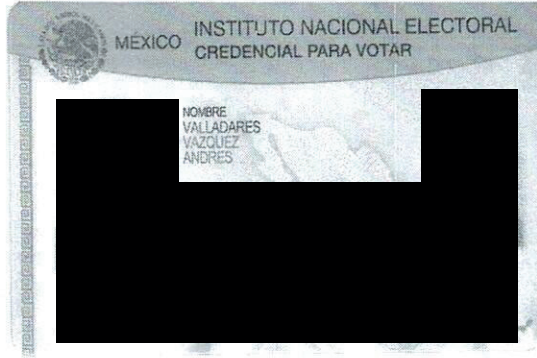 MÉXICO
INSTITUTO NACIONAL ELECTORAL
CREDENCIAL PARA VOTAR
NOMBRE
VALLADARES
VAZQUEZ
ANDRES